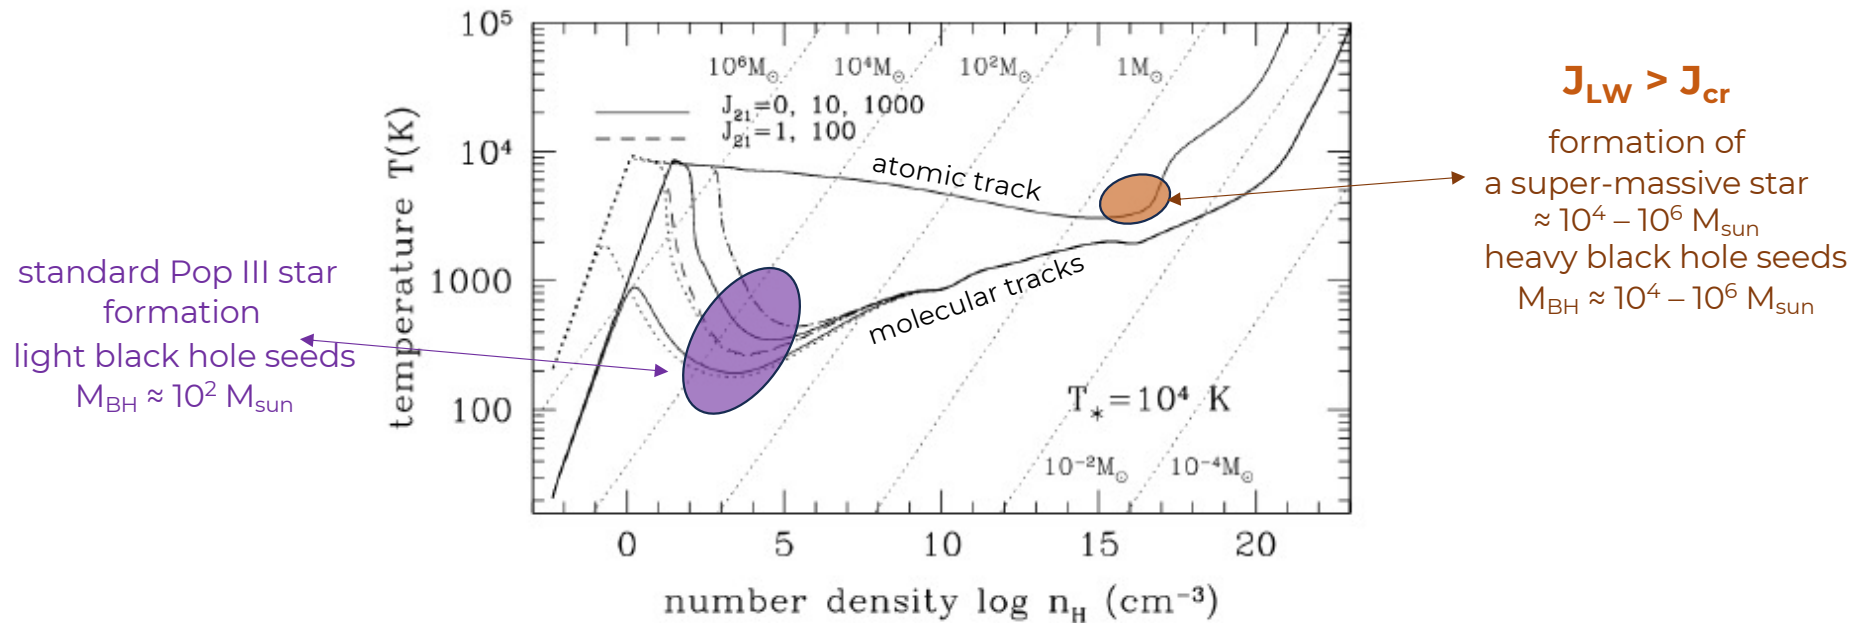 standard Pop III star
formation
light black hole seeds
M_BH ≈ 10² M_sun
temperature T(K)
10⁵
10⁴
1000
100
10⁶M☉
10⁴M☉
10²M☉
1M☉
J₂₁=0, 10, 1000
J₂₁=1, 100
atomic track
molecular tracks
T_*=10⁴ K
10⁻²M☉
10⁻⁴M☉
0
5
10
15
20
number density log n_H (cm⁻³)
J_LW > J_cr
formation of
a super-massive star
≈ 10⁴ – 10⁶ M_sun
heavy black hole seeds
M_BH ≈ 10⁴ – 10⁶ M_sun